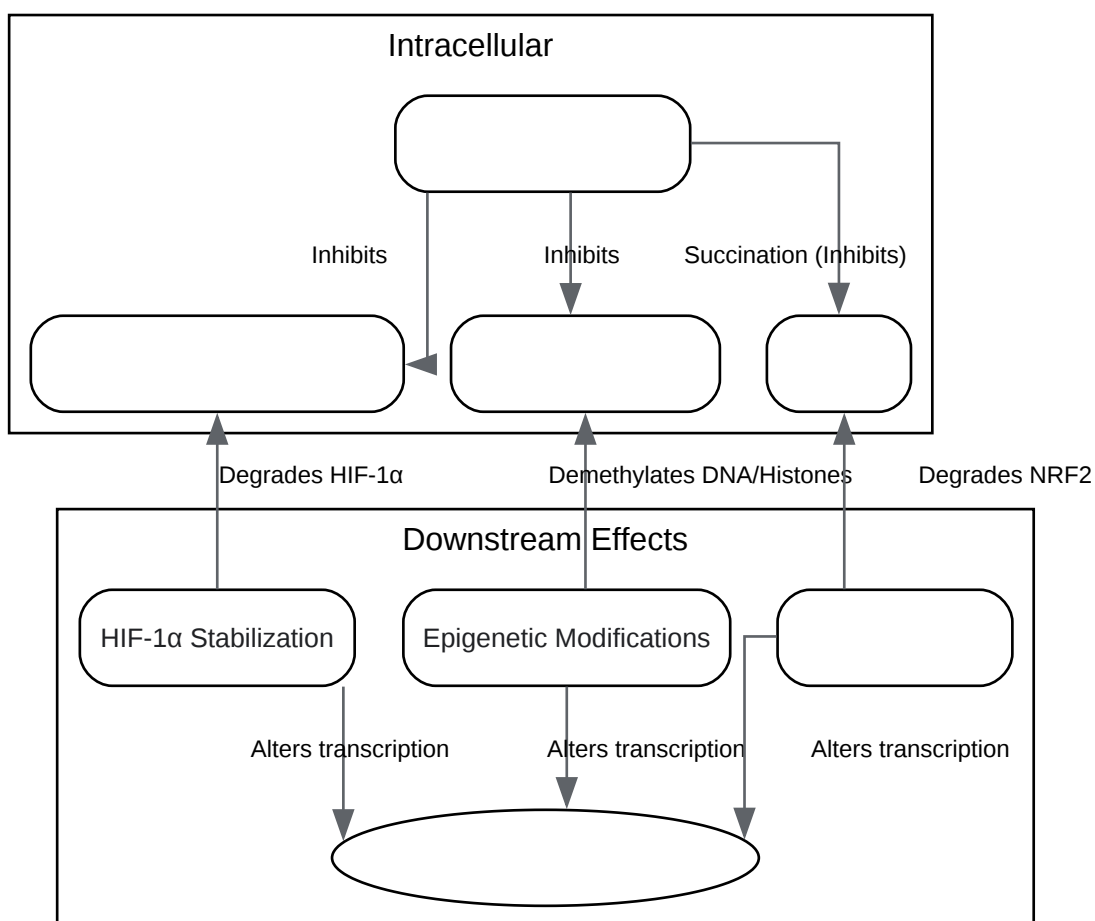 Intracellular
Inhibits
Inhibits
Succination (Inhibits)
Degrades HIF-1α
Demethylates DNA/Histones
Degrades NRF2
Downstream Effects
HIF-1α Stabilization
Epigenetic Modifications
Alters transcription
Alters transcription
Alters transcription